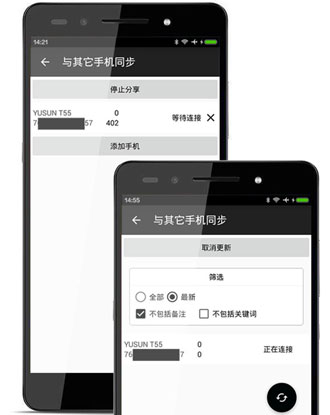 14:21
与其它手机同步
停止分享
YUSUN T55 0
76 57 402 等待连接
添加手机
14:55
与其它手机同步
取消更新
筛选
全部 最新
不包括备注 不包括关键词
YUSUN T55 0
76 7 0 正在连接